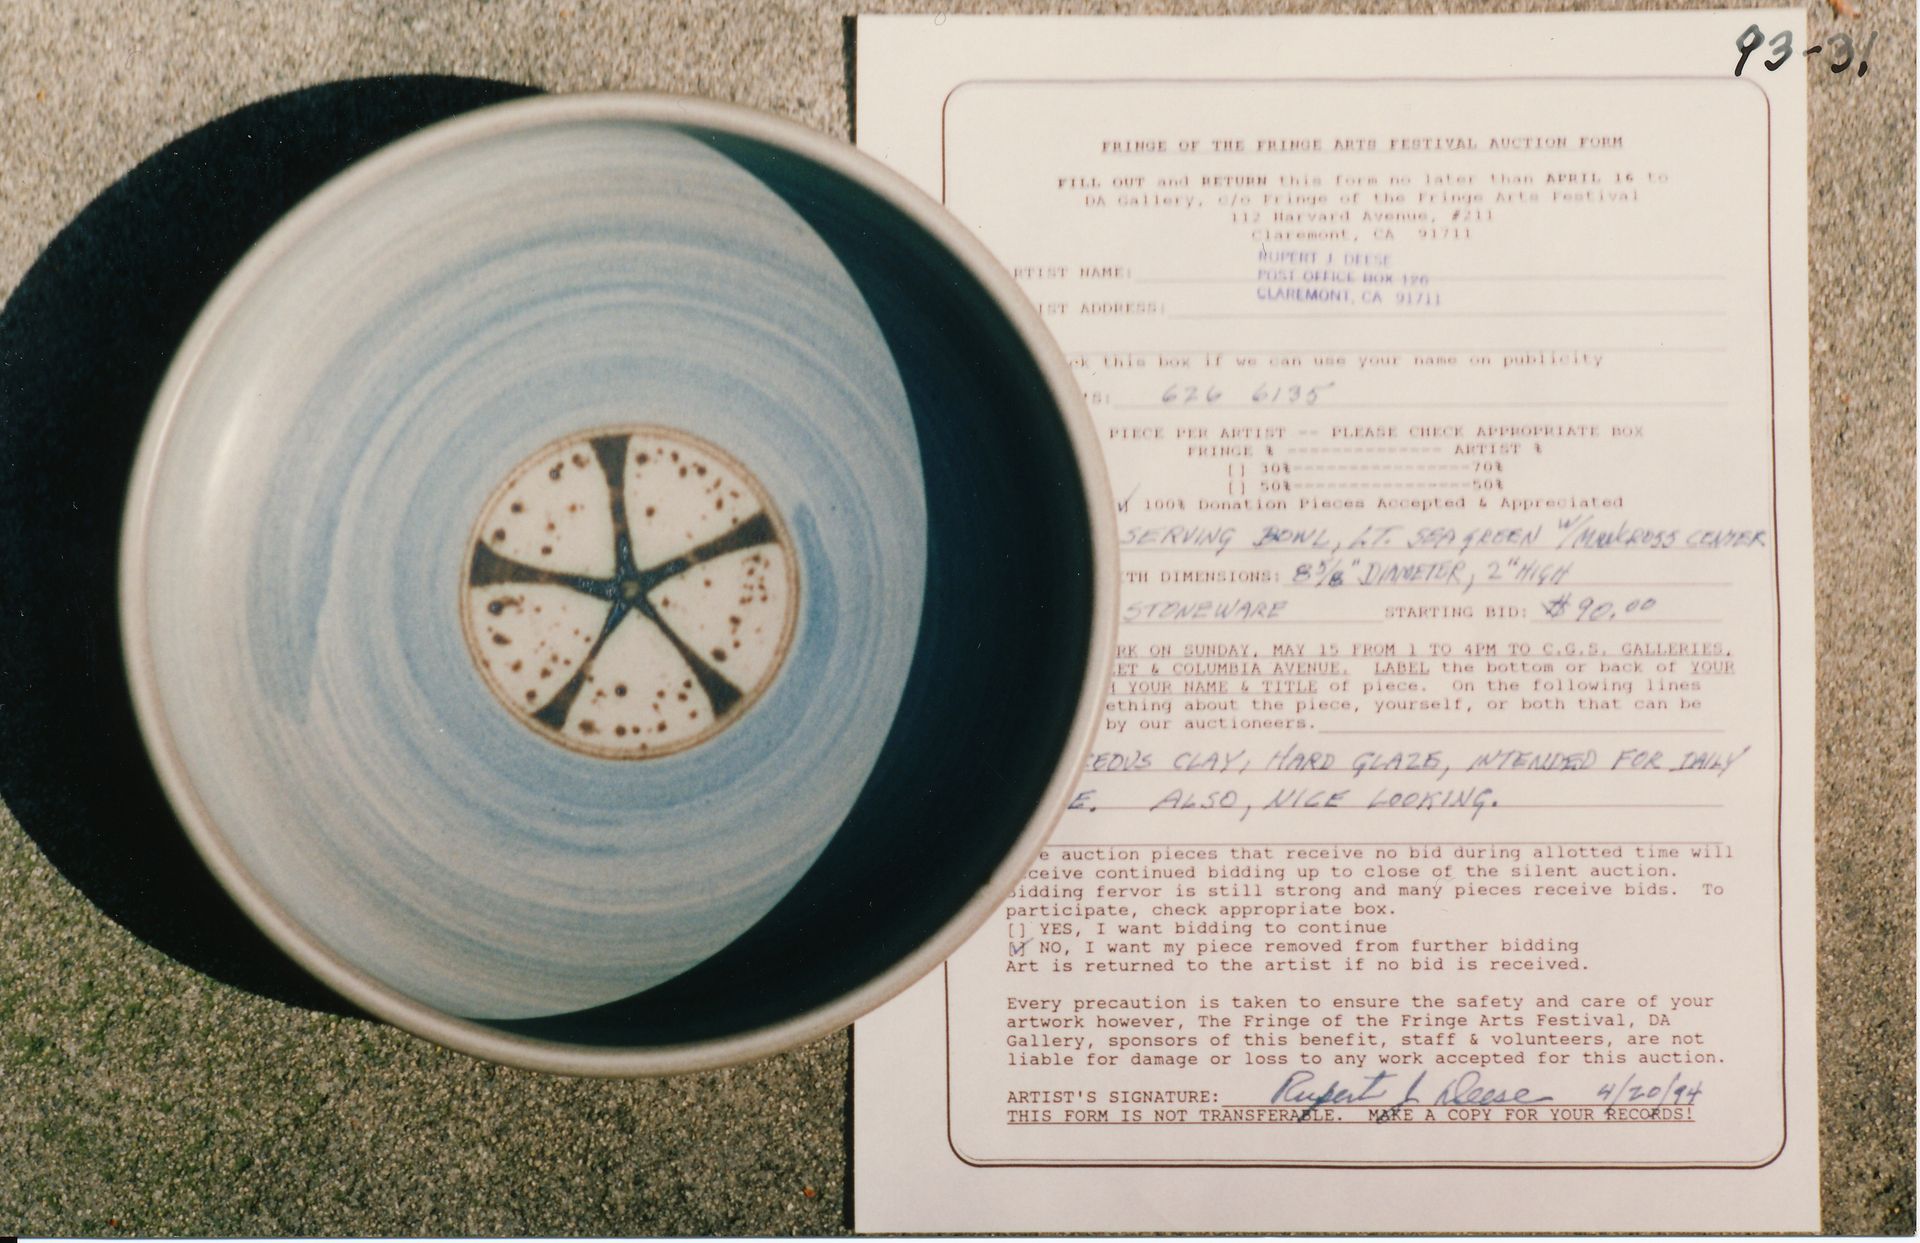 93-31
FRINGE OF THE FRINGE ARTS FESTIVAL AUCTION FORM
FILL OUT and RETURN this form no later than APRIL 16 to
DA Gallery, c/o Fringe of the Fringe Arts Festival
112 Harvard Avenue, #211
Claremont, CA 91711
RUPERT J. DEESE
RTIST NAME:
POST OFFICE BOX 126
CLAREMONT, CA 91711
IST ADDRESS:
ck this box if we can use your name on publicity
'S: 626 6135
PIECE PER ARTIST -- PLEASE CHECK APPROPRIATE BOX
FRINGE % -------------- ARTIST %
[] 30%------------------70%
[] 50%------------------50%
100% Donation Pieces Accepted & Appreciated
SERVING BOWL, LT. SEA GREEN W/ CENTER
TH DIMENSIONS: 8 5/8" DIAMETER, 2" HIGH
STONEWARE STARTING BID: $90.00
RK ON SUNDAY, MAY 15 FROM 1 TO 4PM TO C.G.S. GALLERIES,
ET & COLUMBIA AVENUE. LABEL the bottom or back of YOUR
H YOUR NAME & TITLE of piece. On the following lines
ething about the piece, yourself, or both that can be
by our auctioneers.
EOUS CLAY, HARD GLAZE, INTENDED FOR DAILY
E. ALSO, NICE LOOKING.
e auction pieces that receive no bid during allotted time will
ceive continued bidding up to close of the silent auction.
Bidding fervor is still strong and many pieces receive bids. To
participate, check appropriate box.
[] YES, I want bidding to continue
[✓] NO, I want my piece removed from further bidding
Art is returned to the artist if no bid is received.
Every precaution is taken to ensure the safety and care of your
artwork however, The Fringe of the Fringe Arts Festival, DA
Gallery, sponsors of this benefit, staff & volunteers, are not
liable for damage or loss to any work accepted for this auction.
ARTIST'S SIGNATURE: Rupert J Deese 4/20/94
THIS FORM IS NOT TRANSFERABLE. MAKE A COPY FOR YOUR RECORDS!